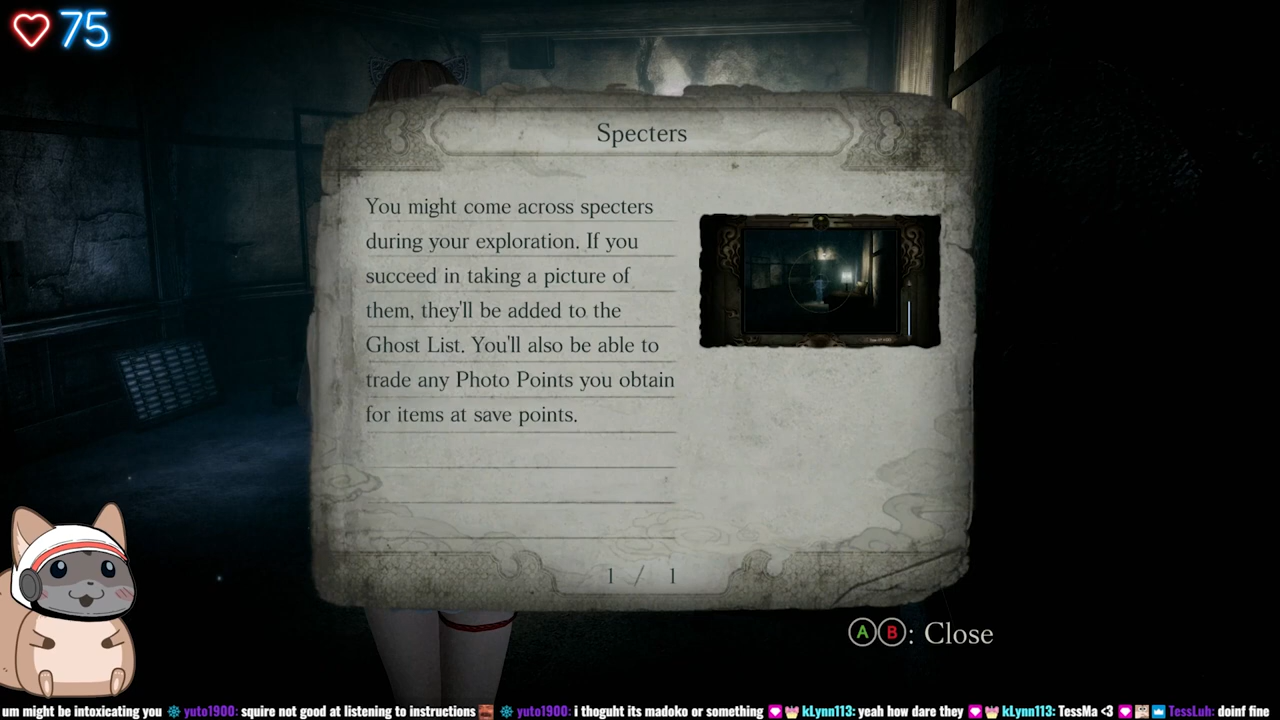 75
Specters
You might come across specters
during your exploration. If you
succeed in taking a picture of
them, they'll be added to the
Ghost List. You'll also be able to
trade any Photo Points you obtain
for items at save points.
1 / 1
A B : Close
um might be intoxicating you yuto1900: squire not good at listening to instructions yuto1900: i thoguht its madoko or something kLynn113: yeah how dare they kLynn113: TessMa <3 TessLuh: doinf fine